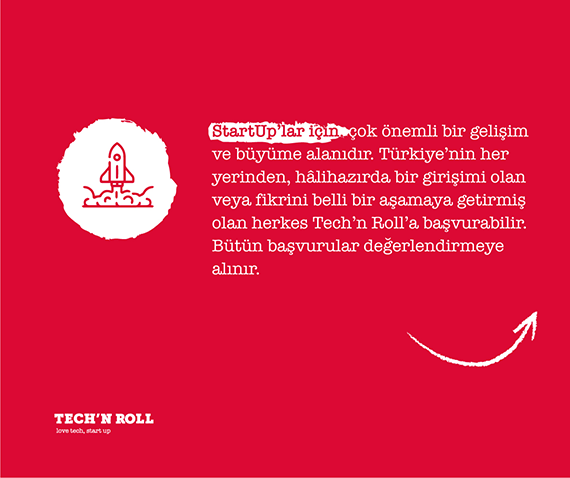 StartUp'lar için, çok önemli bir gelişim
ve büyüme alanıdır. Türkiye'nin her
yerinden, hâlihazırda bir girişimi olan
veya fikrini belli bir aşamaya getirmiş
olan herkes Tech'n Roll'a başvurabilir.
Bütün başvurular değerlendirmeye
alınır.
TECH'N ROLL
love tech, start up